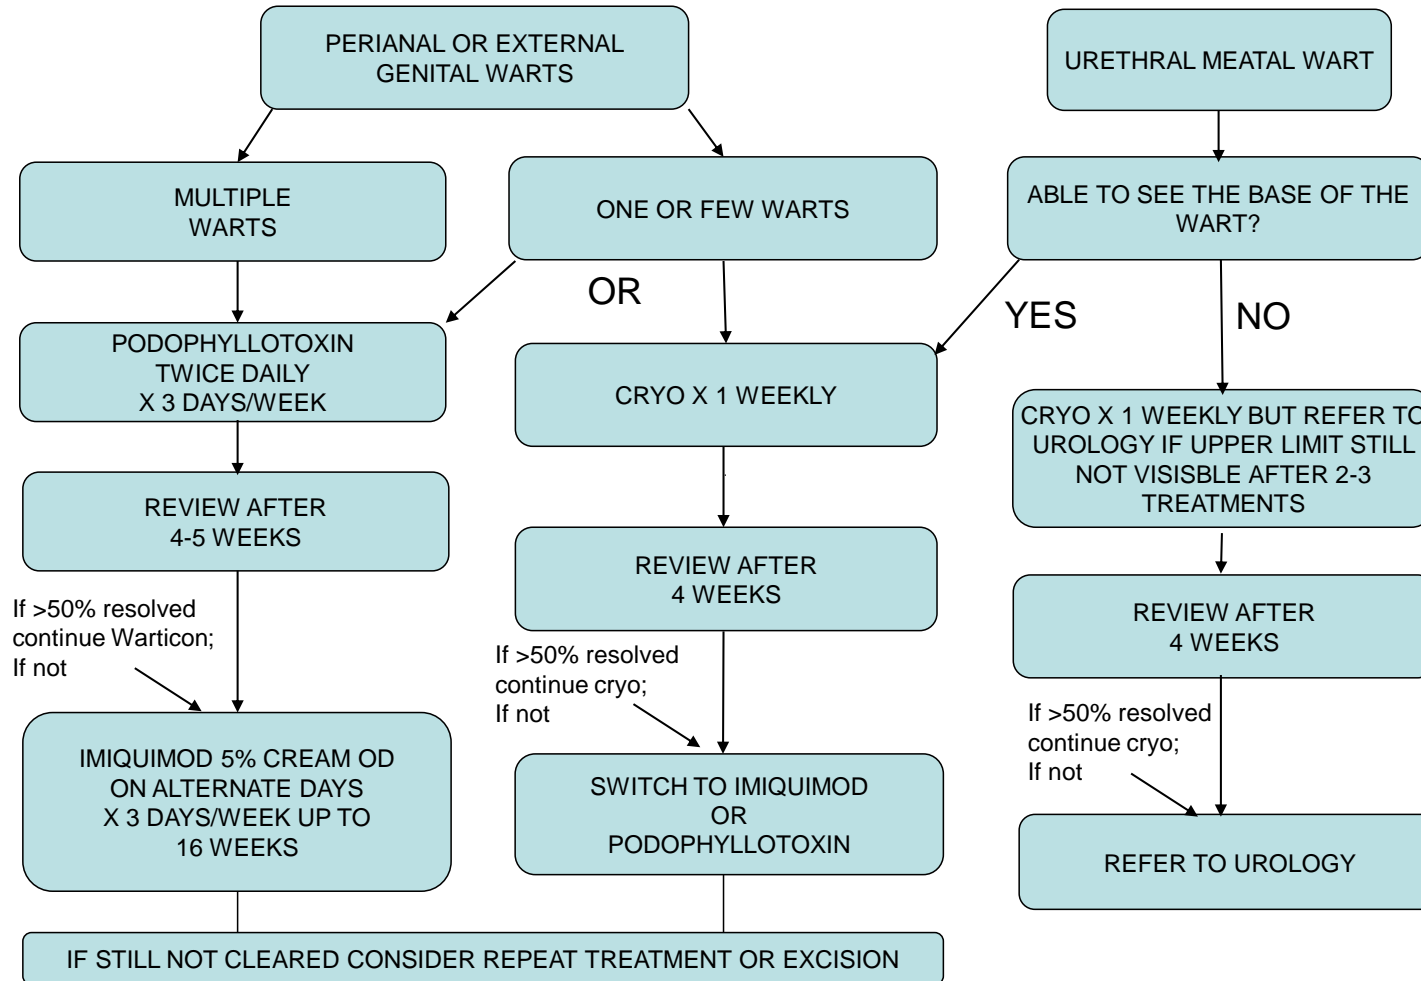 PERIANAL OR EXTERNAL
GENITAL WARTS
URETHRAL MEATAL WART
MULTIPLE
WARTS
ONE OR FEW WARTS
ABLE TO SEE THE BASE OF THE
WART?
OR
YES
NO
PODOPHYLLOTOXIN
TWICE DAILY
X 3 DAYS/WEEK
CRYO X 1 WEEKLY
CRYO X 1 WEEKLY BUT REFER TO
UROLOGY IF UPPER LIMIT STILL
NOT VISISBLE AFTER 2-3
TREATMENTS
REVIEW AFTER
4-5 WEEKS
REVIEW AFTER
4 WEEKS
REVIEW AFTER
4 WEEKS
If >50% resolved
continue Warticon;
If not
If >50% resolved
continue cryo;
If not
If >50% resolved
continue cryo;
If not
IMIQUIMOD 5% CREAM OD
ON ALTERNATE DAYS
X 3 DAYS/WEEK UP TO
16 WEEKS
SWITCH TO IMIQUIMOD
OR
PODOPHYLLOTOXIN
REFER TO UROLOGY
IF STILL NOT CLEARED CONSIDER REPEAT TREATMENT OR EXCISION